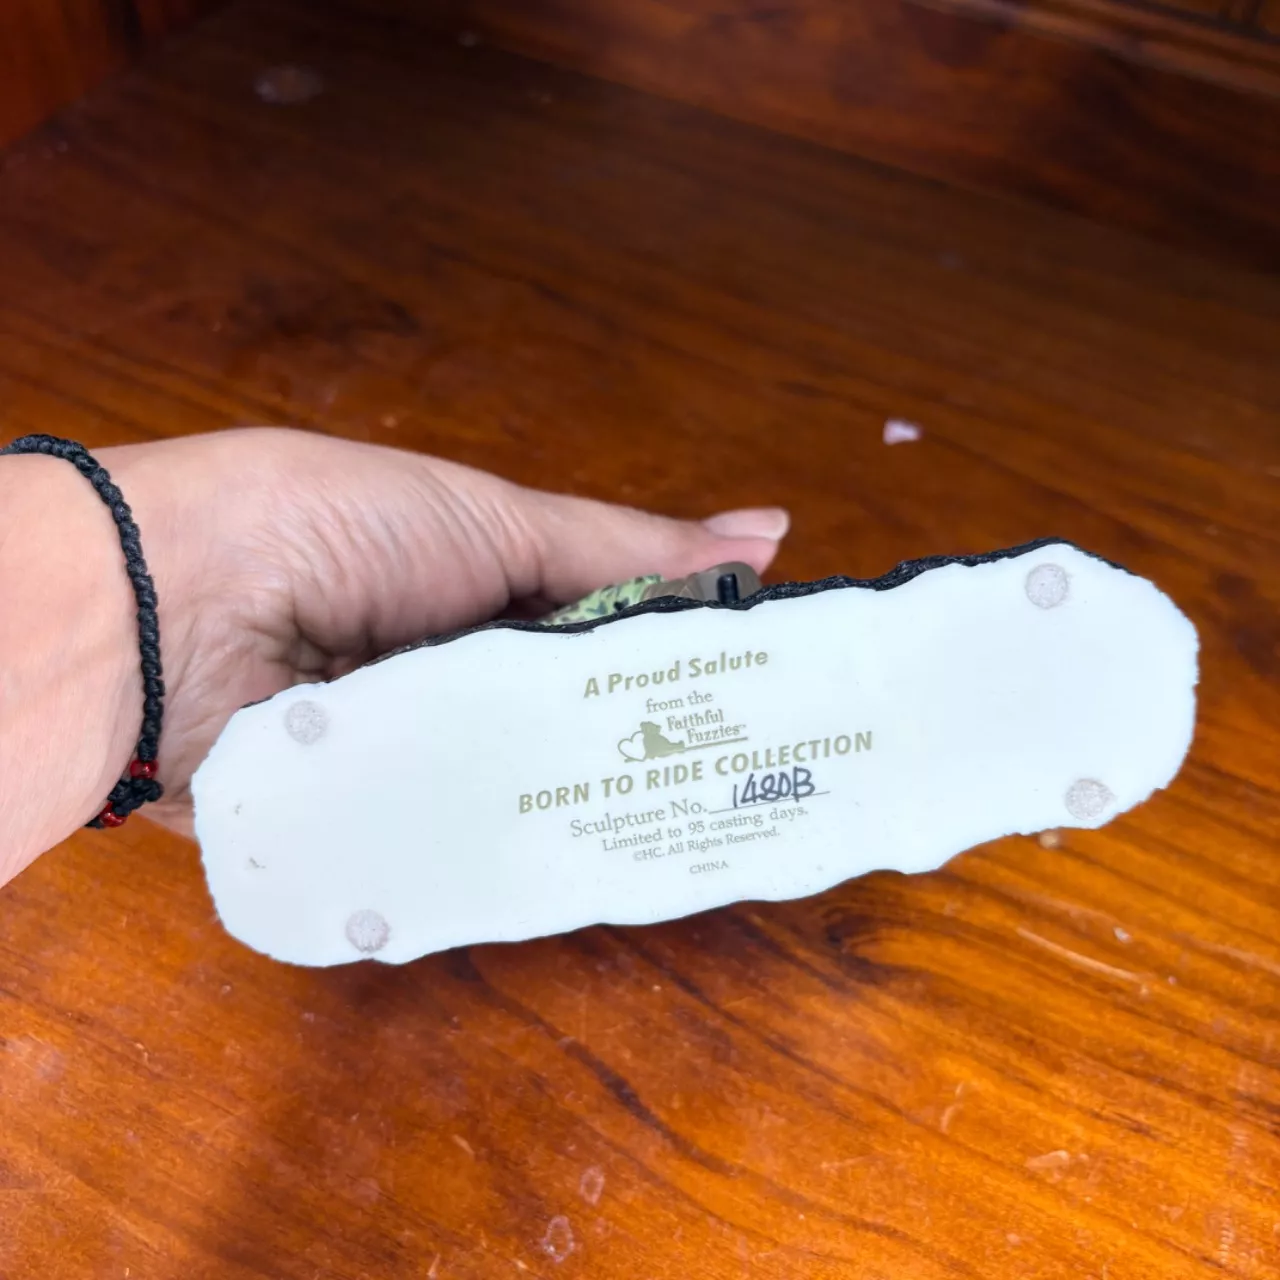 A Proud Salute
from the
Faithful
Fuzzies™
BORN TO RIDE COLLECTION
Sculpture No. 1480B
Limited to 95 casting days.
©HC. All Rights Reserved.
CHINA